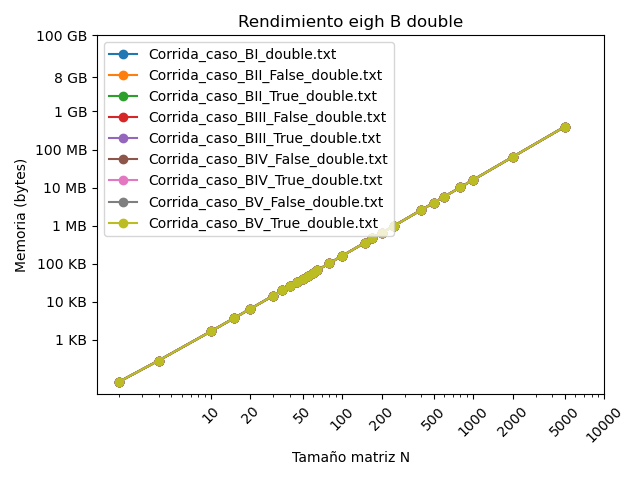 Rendimiento eigh B double
100 GB
8 GB
1 GB
100 MB
10 MB
1 MB
100 KB
10 KB
1 KB
Memoria (bytes)
Corrida_caso_BI_double.txt
Corrida_caso_BII_False_double.txt
Corrida_caso_BII_True_double.txt
Corrida_caso_BIII_False_double.txt
Corrida_caso_BIII_True_double.txt
Corrida_caso_BIV_False_double.txt
Corrida_caso_BIV_True_double.txt
Corrida_caso_BV_False_double.txt
Corrida_caso_BV_True_double.txt
10
20
50
100
200
500
1000
2000
5000
10000
Tamaño matriz N